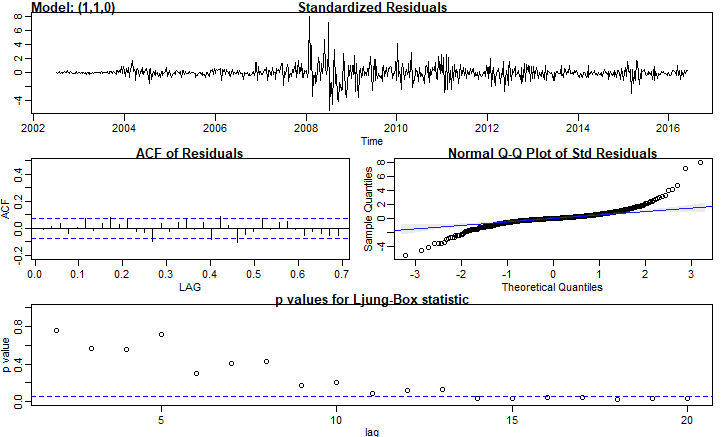 Model: (1,1,0)
Standardized Residuals
8
6
4
2
0
-4
2002 2004 2006 2008 2010 2012 2014 2016
Time
ACF of Residuals
ACF
0.4
0.2
0.0
-0.2
0.0 0.1 0.2 0.3 0.4 0.5 0.6 0.7
LAG
Normal Q-Q Plot of Std Residuals
Sample Quantiles
8
6
4
2
0
-4
-3 -2 -1 0 1 2 3
Theoretical Quantiles
p values for Ljung-Box statistic
p value
0.8
0.4
0.0
5 10 15 20
lag